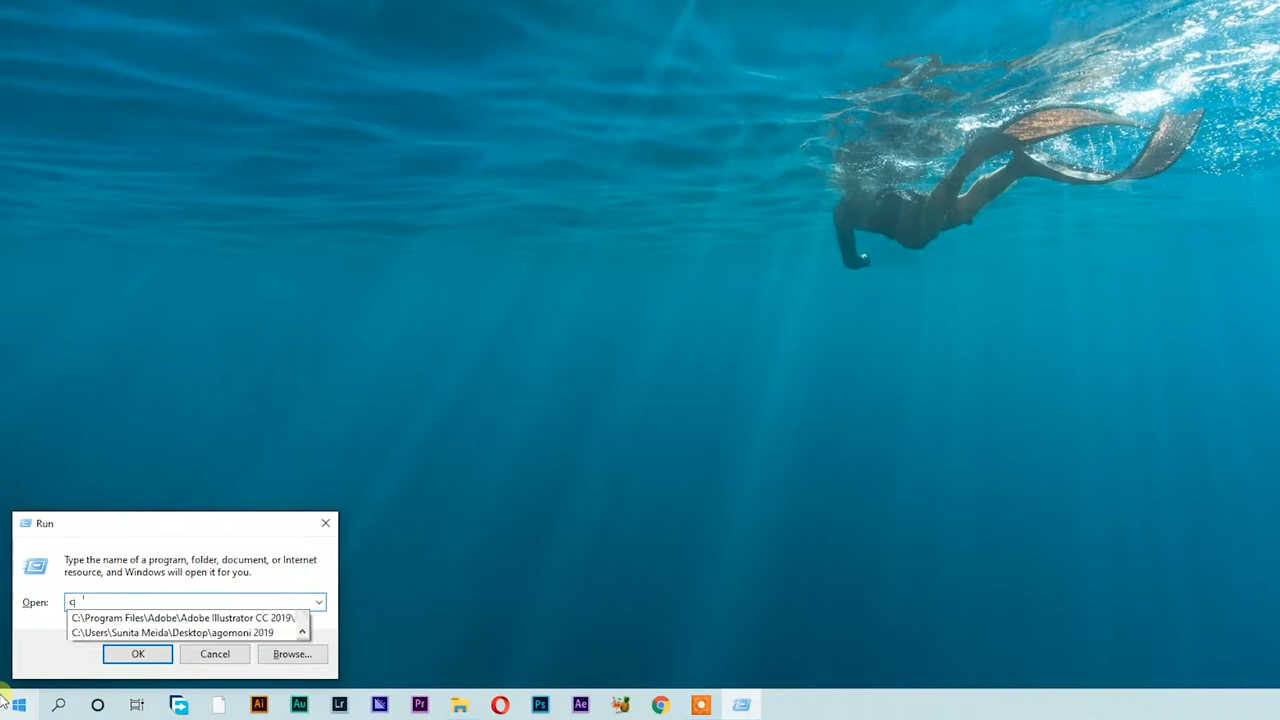 Run
Type the name of a program, folder, document, or Internet
resource, and Windows will open it for you.
Open: c
C:\Program Files\Adobe\Adobe Illustrator CC 2019\
C:\Users\Sunita Meida\Desktop\agomoni 2019
OK Cancel Browse...
Ai Au Lr Pr Ps Ae